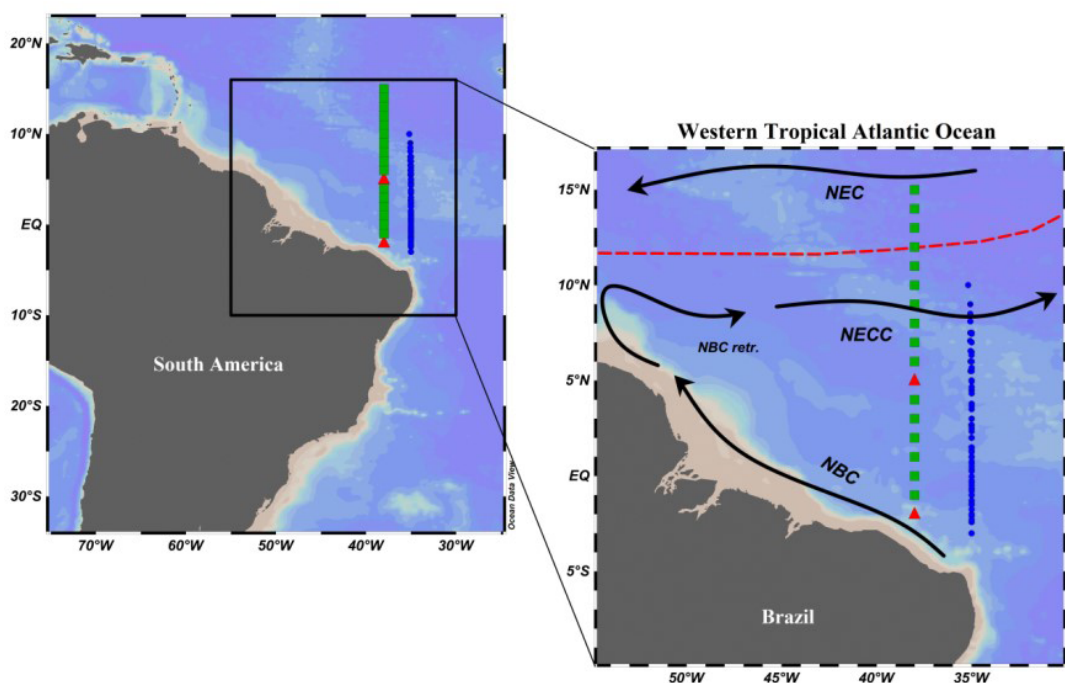 20°N
10°N
EQ
10°S
20°S
30°S
70°W
60°W
50°W
40°W
30°W
South America
Ocean Data View
Western Tropical Atlantic Ocean
15°N
10°N
5°N
EQ
5°S
50°W
45°W
40°W
35°W
NEC
NECC
NBC retr.
NBC
Brazil